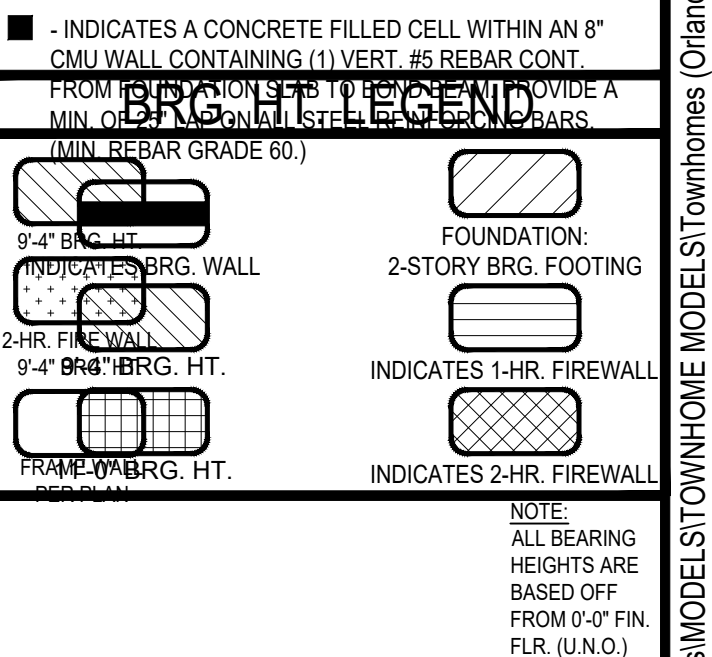 - INDICATES A CONCRETE FILLED CELL WITHIN AN 8"
CMU WALL CONTAINING (1) VERT. #5 REBAR CONT.
FROM FOUNDATION SLAB TO BOND BEAM. PROVIDE A
MIN. OF 25" LAP ON ALL STEEL REINFORCING BARS.
(MIN. REBAR GRADE 60.)
BRG. HT. LEGEND
9'-4" BRG. HT.
INDICATES BRG. WALL
2-HR. FIRE WALL
9'-4" BRG. HT.
9'-4" BRG. HT.
FRAME WALL
PER PLAN
11'-0" BRG. HT.
FOUNDATION:
2-STORY BRG. FOOTING
INDICATES 1-HR. FIREWALL
INDICATES 2-HR. FIREWALL
NOTE:
ALL BEARING
HEIGHTS ARE
BASED OFF
FROM 0'-0" FIN.
FLR. (U.N.O.)
\MODELS\TOWNHOME MODELS\Townhomes